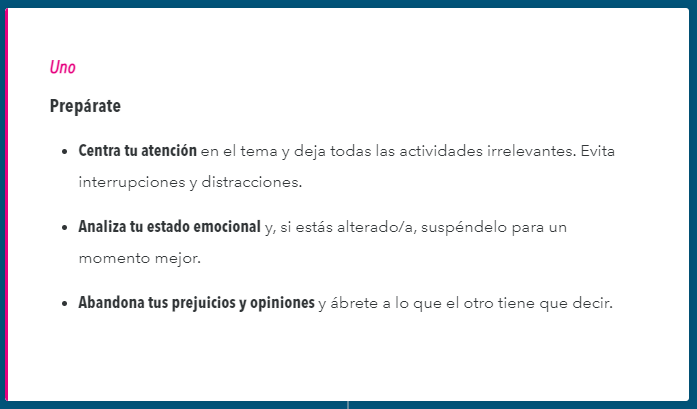 Uno
Prepárate
• Centra tu atención en el tema y deja todas las actividades irrelevantes. Evita
interrupciones y distracciones.
• Analiza tu estado emocional y, si estás alterado/a, suspéndelo para un
momento mejor.
• Abandona tus prejuicios y opiniones y ábrete a lo que el otro tiene que decir.